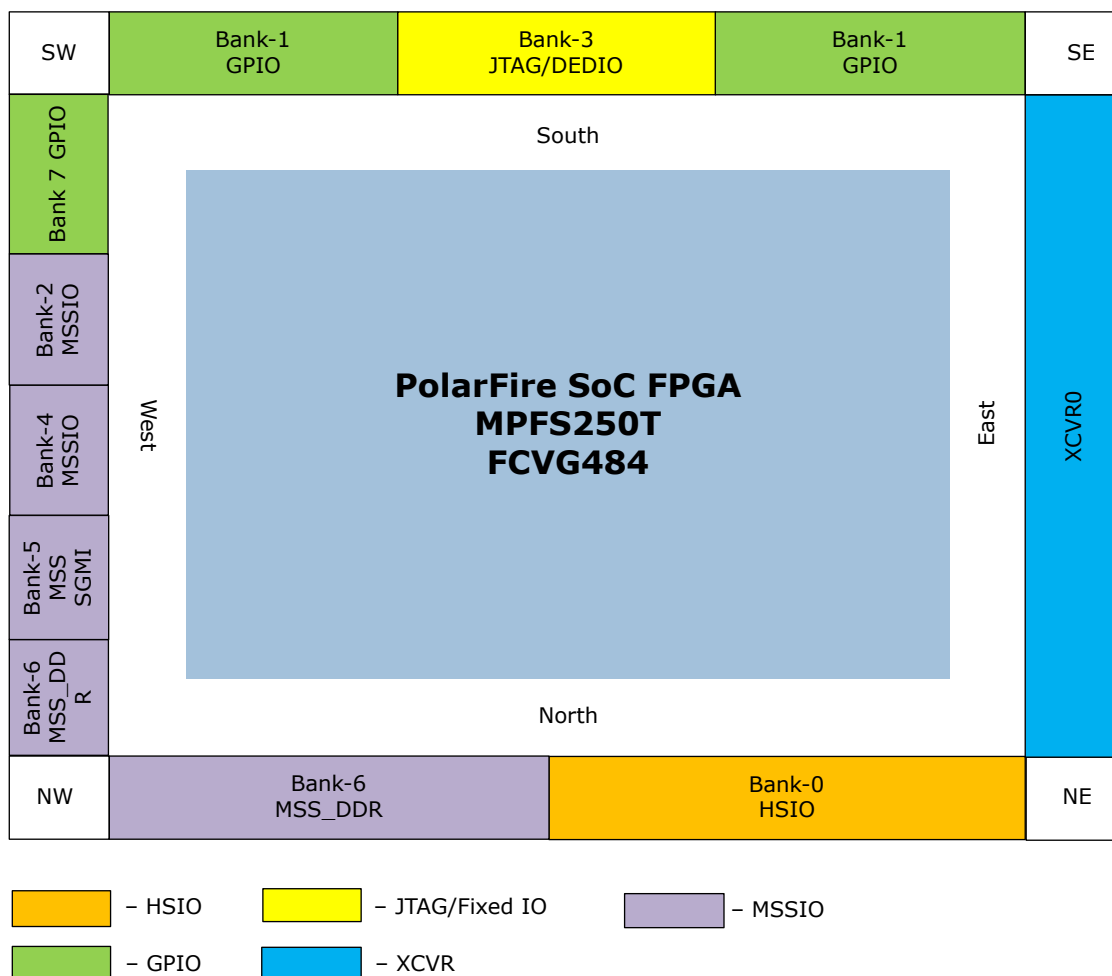 SW
Bank-1
GPIO
Bank-3
JTAG/DEDIO
Bank-1
GPIO
SE
South
Bank 7 GPIO
Bank-2
MSSIO
Bank-4
MSSIO
Bank-5
MSS
SGMI
Bank-6
MSS_DD
R
West
PolarFire SoC FPGA
MPFS250T
FCVG484
East
XCVR0
North
NW
Bank-6
MSS_DDR
Bank-0
HSIO
NE
– HSIO
– JTAG/Fixed IO
– MSSIO
– GPIO
– XCVR